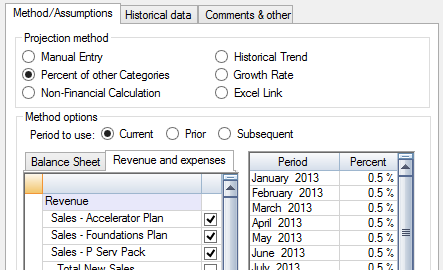 Method/Assumptions Historical data Comments & other
Projection method
Manual Entry Historical Trend
Percent of other Categories Growth Rate
Non-Financial Calculation Excel Link
Method options
Period to use: Current Prior Subsequent
Balance Sheet Revenue and expenses Period Percent
January 2013 0.5 %
Revenue February 2013 0.5 %
Sales - Accelerator Plan March 2013 0.5 %
Sales - Foundations Plan April 2013 0.5 %
Sales - P Serv Pack May 2013 0.5 %
Total New Sales June 2013 0.5 %
July 2013 0.5 %